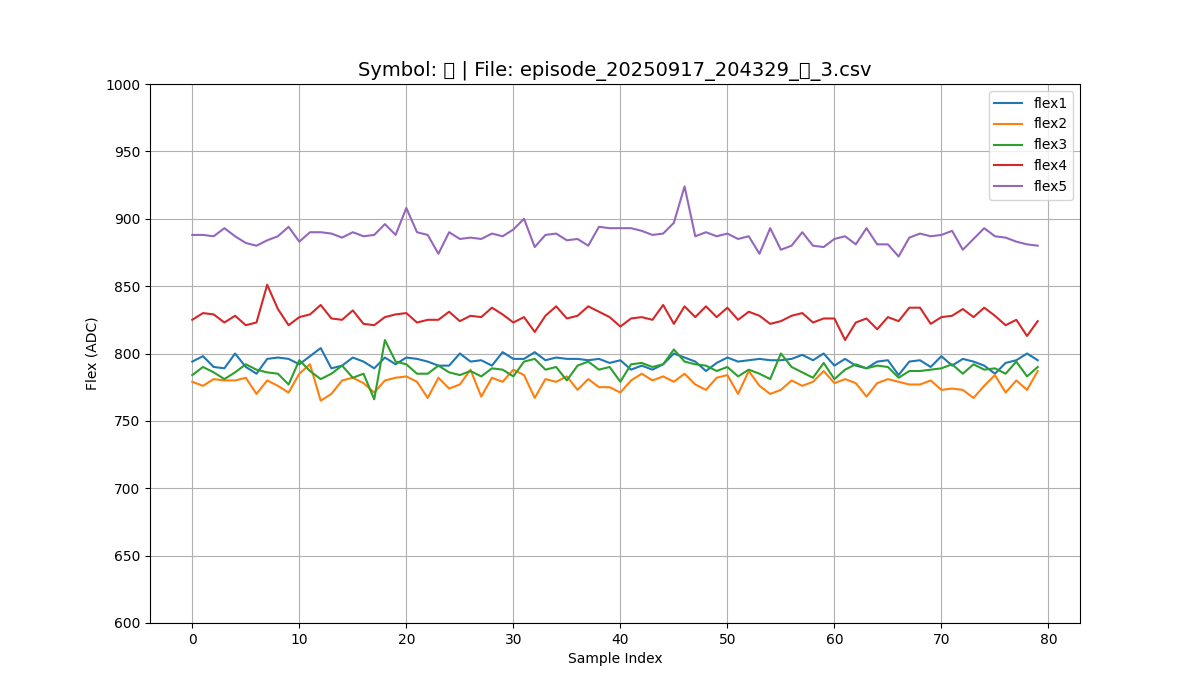 Symbol: | File: episode_20250917_204329_ _3.csv
1000
950
900
850
800
750
700
650
600
Flex (ADC)
0 10 20 30 40 50 60 70 80
Sample Index
flex1
flex2
flex3
flex4
flex5